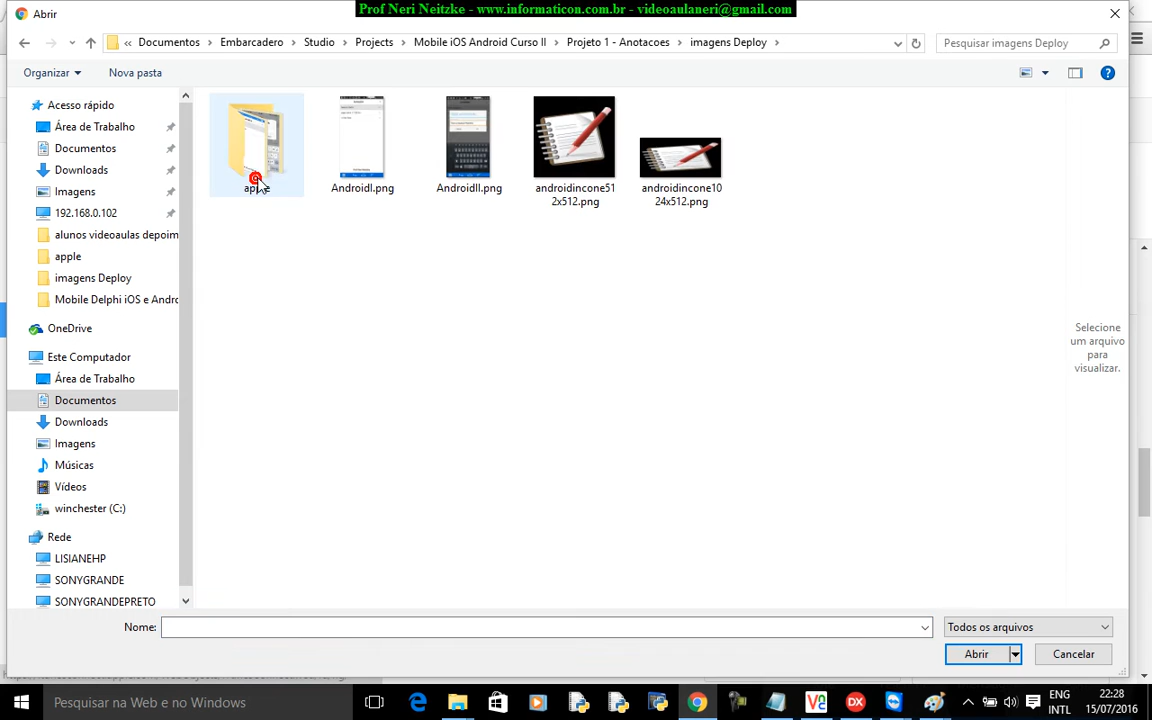 Prof Neri Neitzke - www.informaticon.com.br - videoaulaneri@gmail.com
Abrir
« Documentos > Embarcadero > Studio > Projects > Mobile iOS Android Curso II > Projeto 1 - Anotacoes > imagens Deploy >
Pesquisar imagens Deploy
Organizar
Nova pasta
Acesso rápido
Área de Trabalho
Documentos
Downloads
Imagens
192.168.0.102
alunos videoaulas depoim
apple
imagens Deploy
Mobile Delphi iOS e Andro
OneDrive
Este Computador
Área de Trabalho
Documentos
Downloads
Imagens
Músicas
Vídeos
winchester (C:)
Rede
LISIANEHP
SONYGRANDE
SONYGRANDEPRETO
apple
AndroidI.png
AndroidII.png
androidincone51
2x512.png
androidincone10
24x512.png
Selecione
um arquivo
para
visualizar.
Nome:
Todos os arquivos
Abrir
Cancelar
Pesquisar na Web e no Windows
ENG
INTL
22:28
15/07/2016